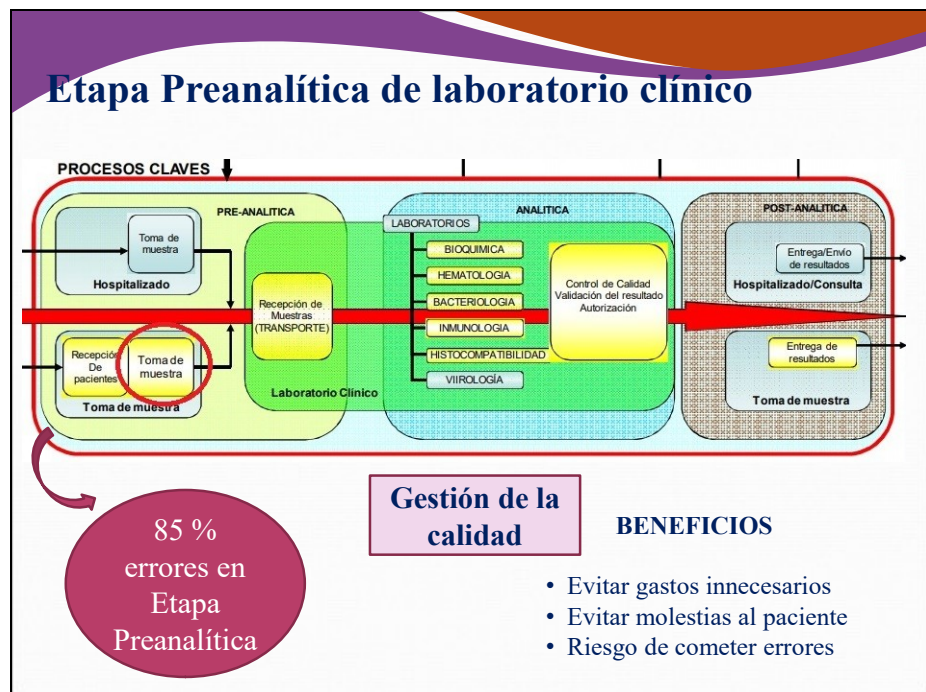 Etapa Preanalítica de laboratorio clínico
PROCESOS CLAVES
PRE-ANALITICA
Toma de
muestra
Hospitalizado
Recepción
De
pacientes
Toma de
muestra
Toma de muestra
Recepción de
Muestras
(TRANSPORTE)
Laboratorio Clínico
ANALÍTICA
LABORATORIOS
BIOQUIMICA
HEMATOLOGIA
BACTERIOLOGIA
INMUNOLOGIA
HISTOCOMPATIBILIDAD
VIIROLOGÍA
Control de Calidad
Validación del resultado
Autorización
POST-ANALITICA
Entrega/Envío
de resultados
Hospitalizado/Consulta
Entrega de
resultados
Toma de muestra
85 %
errores en
Etapa
Preanalítica
Gestión de la
calidad
BENEFICIOS
• Evitar gastos innecesarios
• Evitar molestias al paciente
• Riesgo de cometer errores